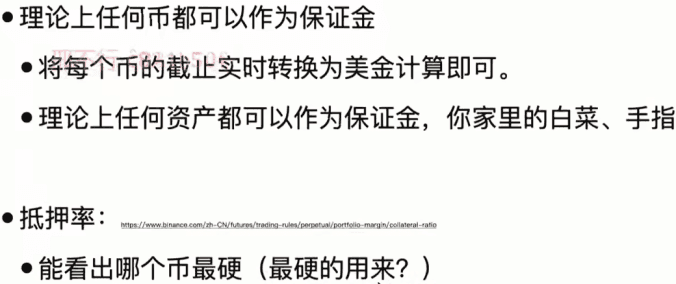 • 理论上任何币都可以作为保证金
• 将每个币的截止实时转换为美金计算即可。
• 理论上任何资产都可以作为保证金，你家里的白菜、手指
• 抵押率： https://www.binance.com/zh-CN/futures/trading-rules/perpetual/portfolio-margin/collateral-ratio
• 能看出哪个币最硬（最硬的用来？）